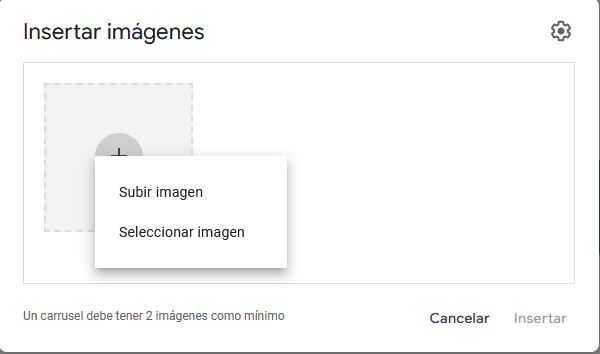 Insertar imágenes
Subir imagen
Seleccionar imagen
Un carrusel debe tener 2 imágenes como mínimo
Cancelar
Insertar